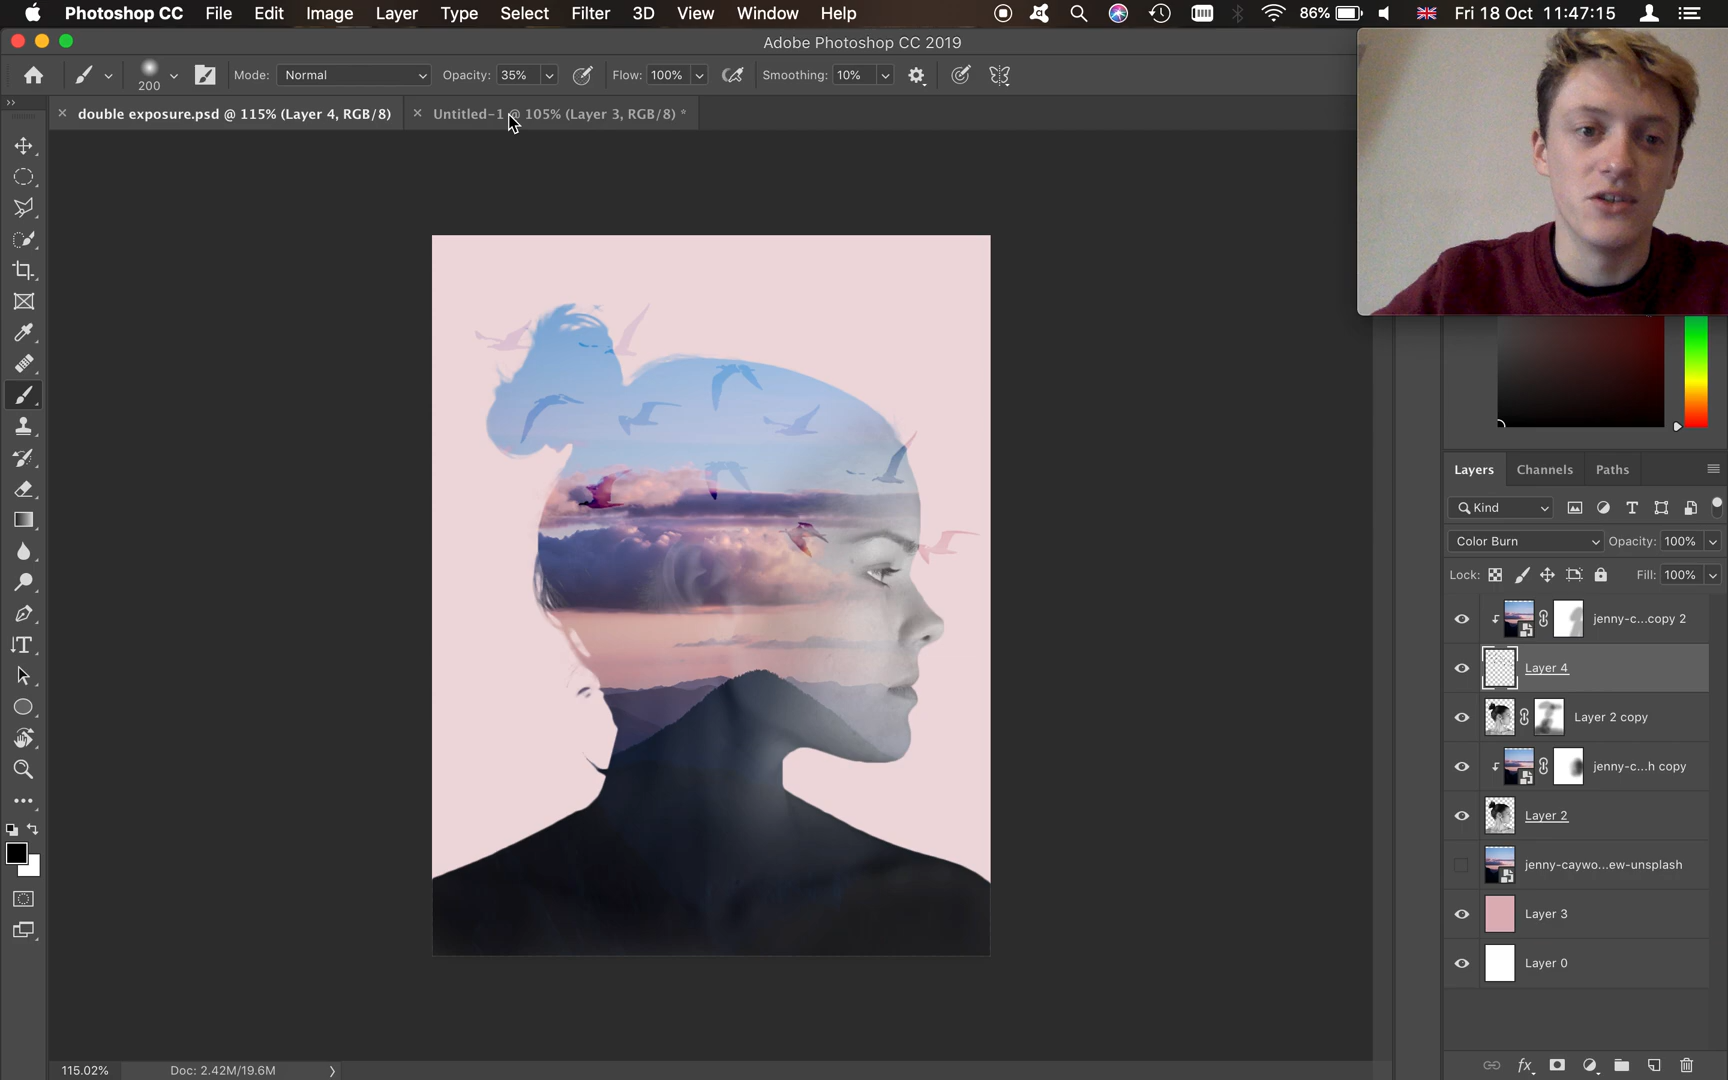 Photoshop CC File Edit Image Layer Type Select Filter 3D View Window Help 86% Fri 18 Oct 11:47:15
Adobe Photoshop CC 2019
200 Mode: Normal Opacity: 35% Flow: 100% Smoothing: 10%
double exposure.psd @ 115% (Layer 4, RGB/8) Untitled-1 @ 105% (Layer 3, RGB/8) *
Layers Channels Paths
Kind
Color Burn Opacity: 100%
Lock: Fill: 100%
jenny-c...copy 2
Layer 4
Layer 2 copy
jenny-c...h copy
Layer 2
jenny-caywo...ew-unsplash
Layer 3
Layer 0
115.02% Doc: 2.42M/19.6M